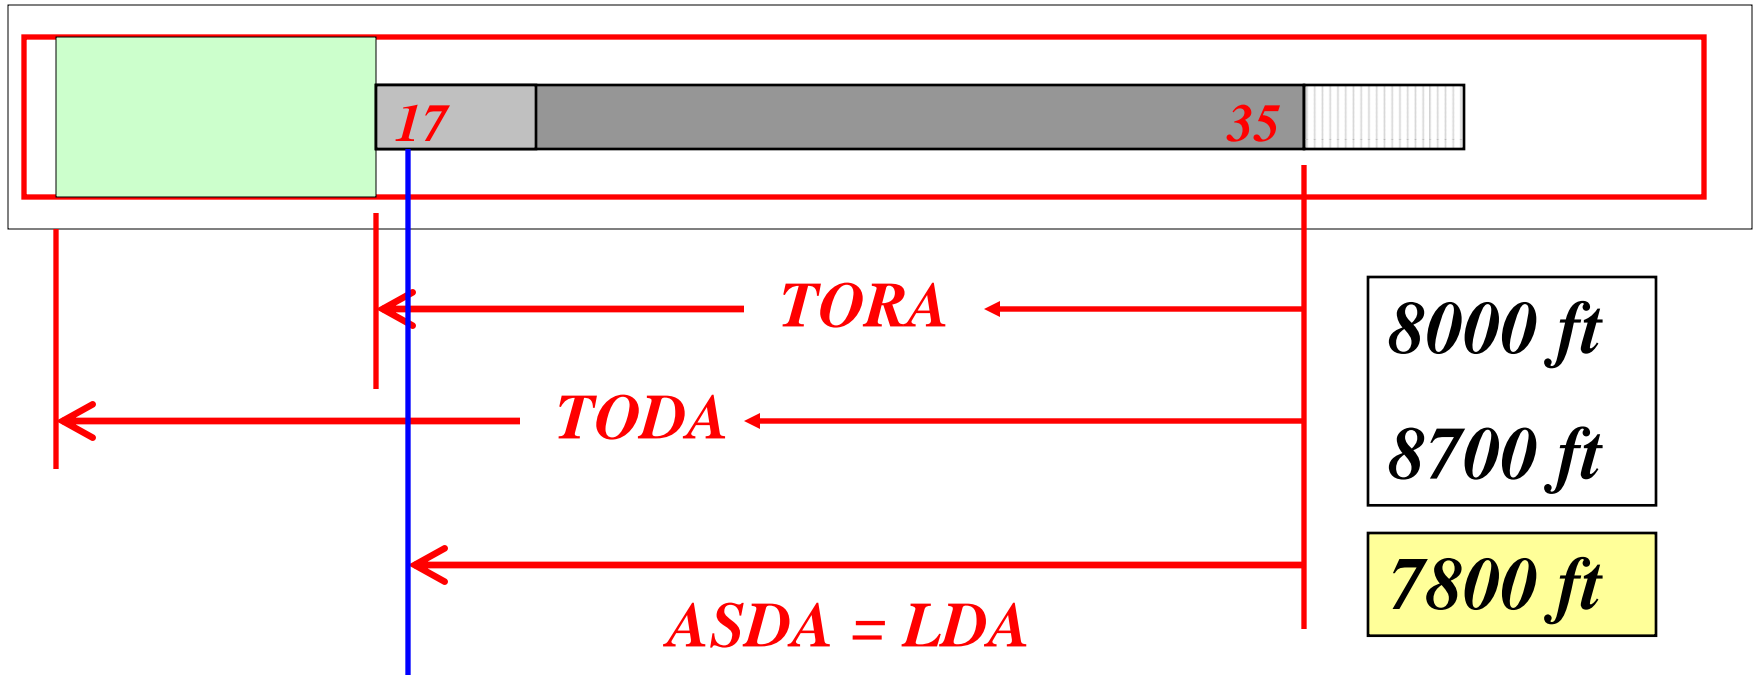 17
35
TORA
8000 ft
TODA
8700 ft
7800 ft
ASDA = LDA